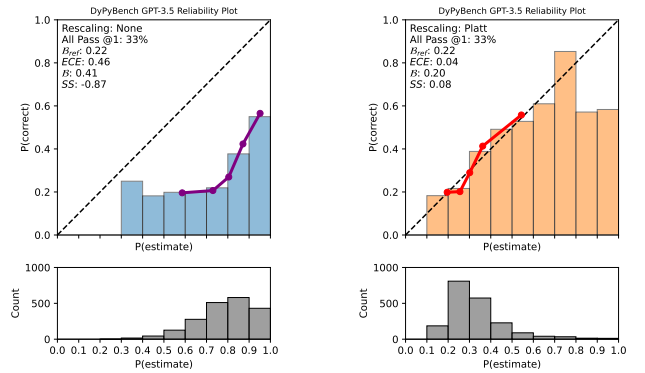 DyPyBench GPT-3.5 Reliability Plot
Rescaling: None
All Pass @1: 33%
ℬref: 0.22
ECE: 0.46
ℬ: 0.41
SS: -0.87
P(correct)
1.0
0.8
0.6
0.4
0.2
0.0
P(estimate)
1000
500
0
Count
0.0 0.1 0.2 0.3 0.4 0.5 0.6 0.7 0.8 0.9 1.0
P(estimate)
DyPyBench GPT-3.5 Reliability Plot
Rescaling: Platt
All Pass @1: 33%
ℬref: 0.22
ECE: 0.04
ℬ: 0.20
SS: 0.08
P(correct)
1.0
0.8
0.6
0.4
0.2
0.0
P(estimate)
1000
500
0
Count
0.0 0.1 0.2 0.3 0.4 0.5 0.6 0.7 0.8 0.9 1.0
P(estimate)